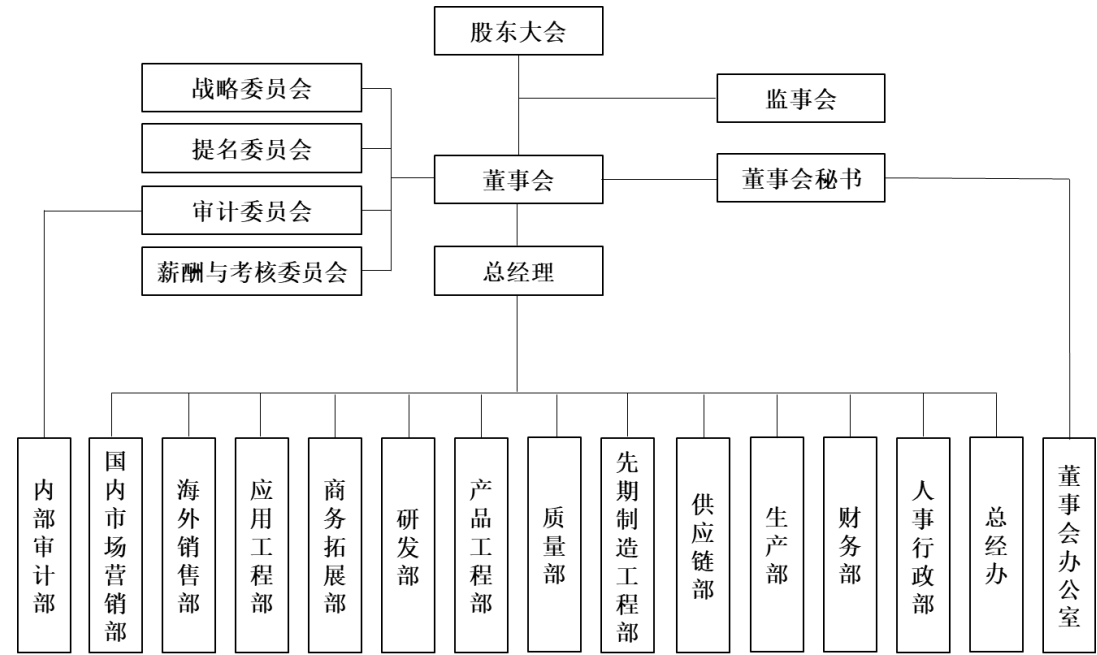 股东大会
战略委员会
监事会
提名委员会
董事会
董事会秘书
审计委员会
总经理
薪酬与考核委员会
内部审计部
国内市场营销部
海外销售部
应用工程部
商务拓展部
研发部
产品工程部
质量部
先期制造工程部
供应链部
生产部
财务部
人事行政部
总经办
董事会办公室